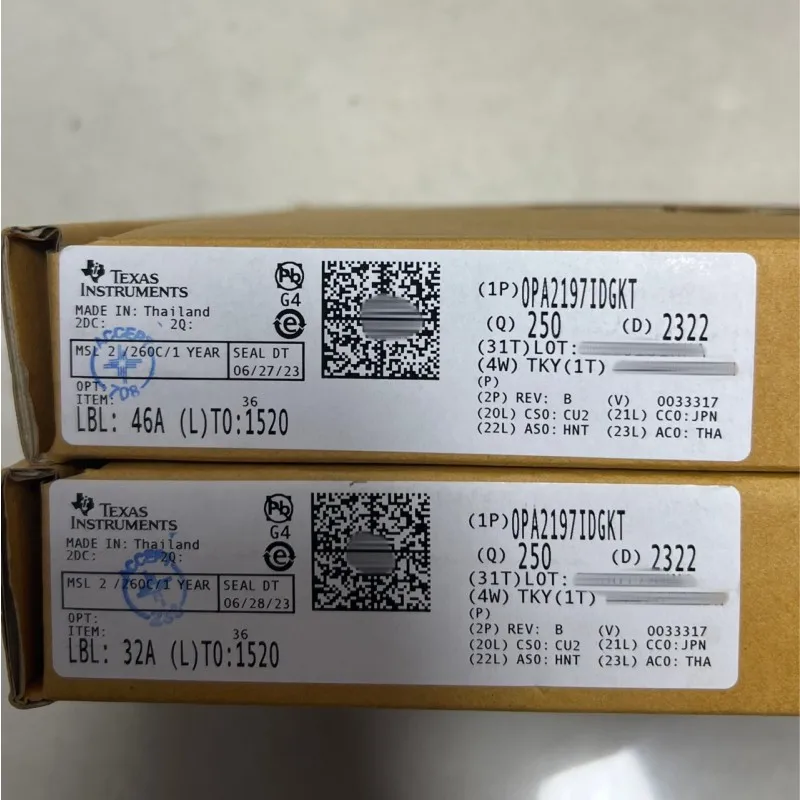 TEXAS
INSTRUMENTS
MADE IN: Thailand
2DC: 2Q:
MSL 2 /260C/1 YEAR
SEAL DT
06/27/23
OPT:
ITEM:
36
LBL: 46A (L)TO:1520
Pb
G4
e
ACCEP
(1P)OPA2197IDGKT
(Q) 250 (D) 2322
(31T)LOT:
(4W) TKY(1T)
(P)
(2P) REV: B (V) 0033317
(20L) CSO: CU2 (21L) CCO:JPN
(22L) ASO: HNT (23L) ACO: THA
TEXAS
INSTRUMENTS
MADE IN: Thailand
2DC: 2Q:
MSL 2 /260C/1 YEAR
SEAL DT
06/28/23
OPT:
ITEM:
36
LBL: 32A (L)TO:1520
Pb
G4
e
(1P)OPA2197IDGKT
(Q) 250 (D) 2322
(31T)LOT:
(4W) TKY(1T)
(P)
(2P) REV: B (V) 0033317
(20L) CSO: CU2 (21L) CCO:JPN
(22L) ASO: HNT (23L) ACO: THA